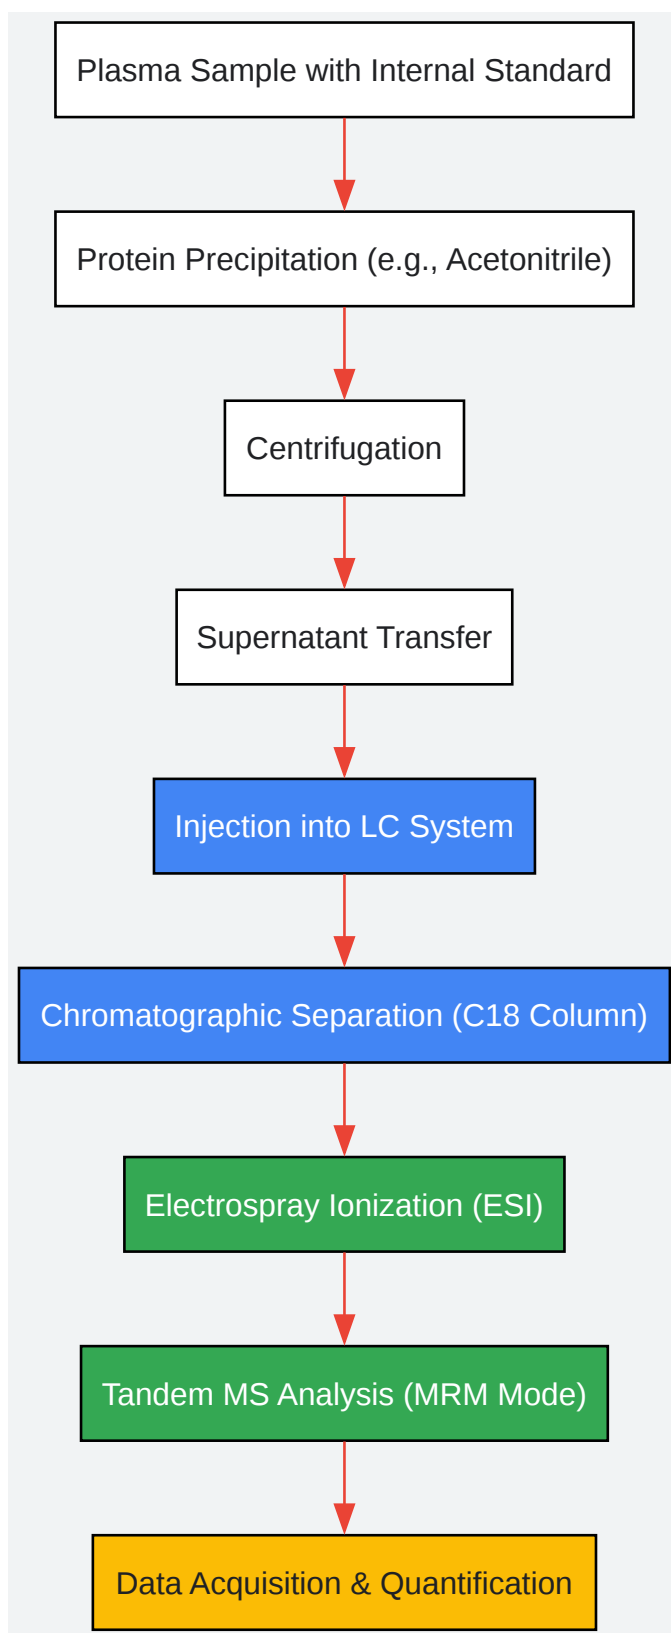 Plasma Sample with Internal Standard
Protein Precipitation (e.g., Acetonitrile)
Centrifugation
Supernatant Transfer
Injection into LC System
Chromatographic Separation (C18 Column)
Electrospray Ionization (ESI)
Tandem MS Analysis (MRM Mode)
Data Acquisition & Quantification